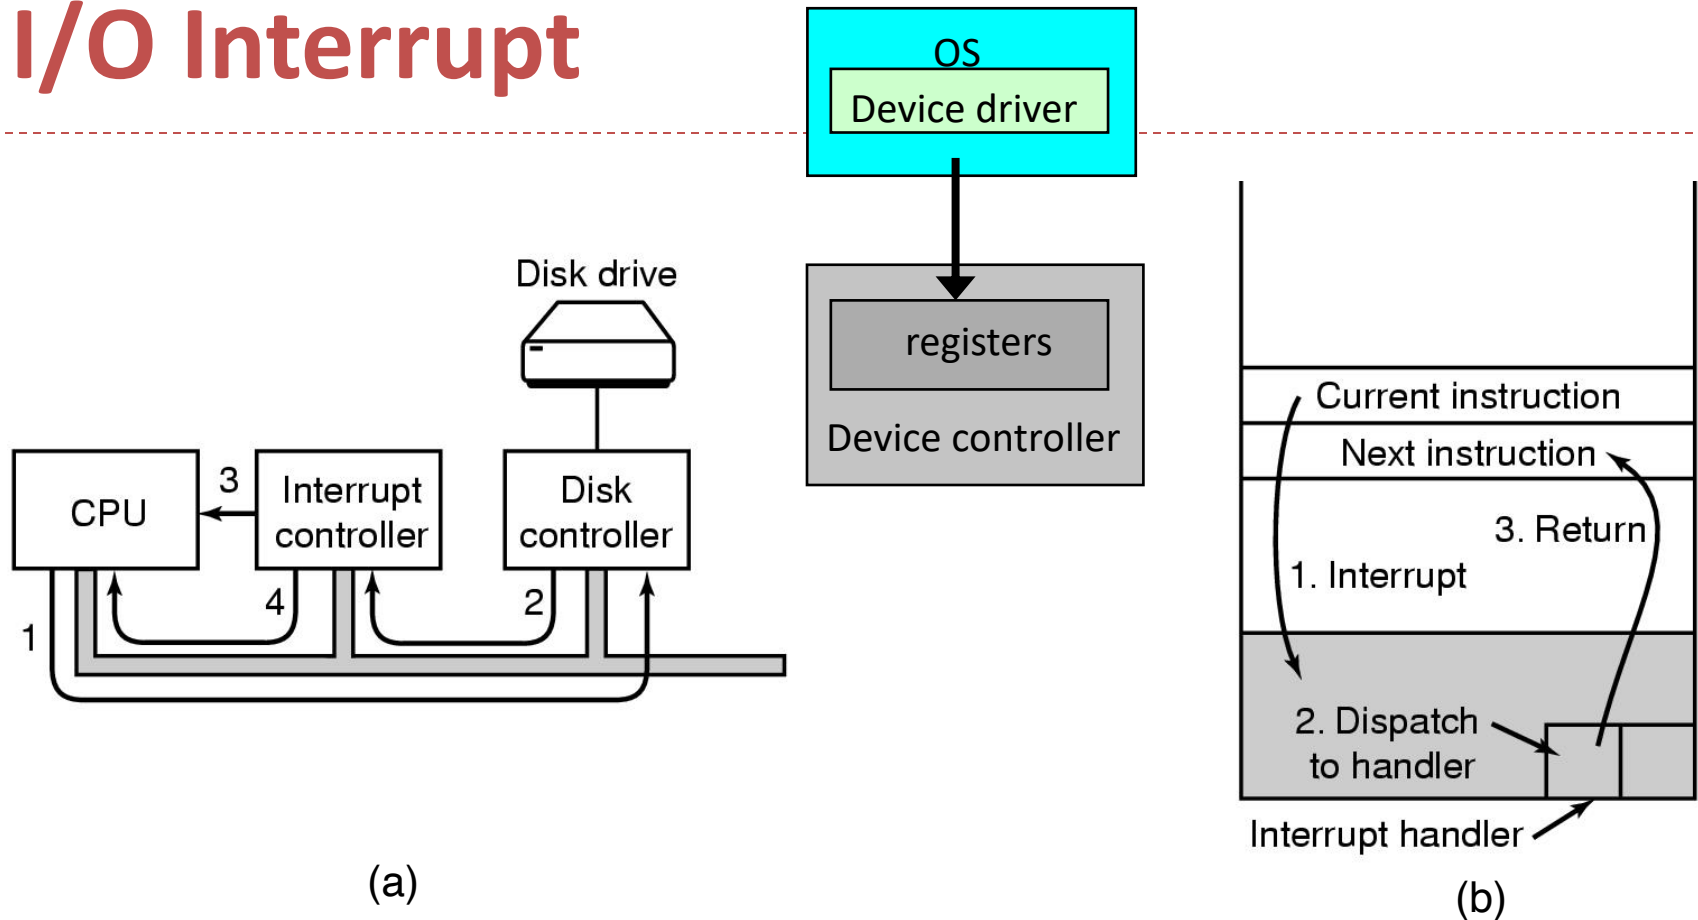 I/O Interrupt
OS
Device driver
registers
Device controller
Disk drive
CPU
3
Interrupt
controller
Disk
controller
1
4
2
(a)
Current instruction
Next instruction
3. Return
1. Interrupt
2. Dispatch
to handler
Interrupt handler
(b)